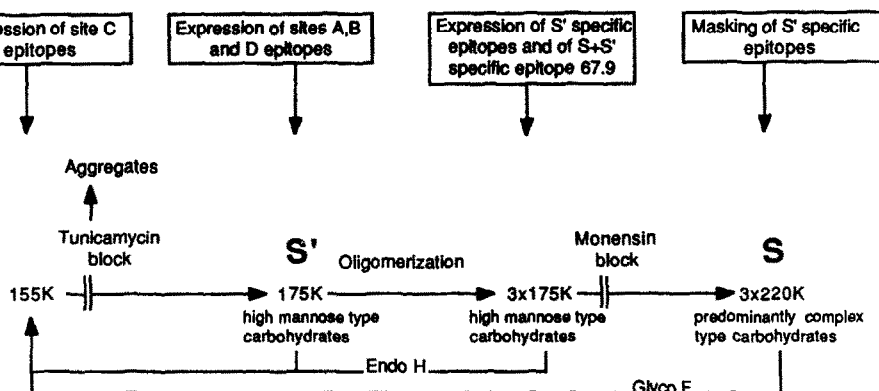 ession of site C
epitopes
Expression of sites A,B
and D epitopes
Expression of S' specific
epitopes and of S+S'
specific epitope 67.9
Masking of S' specific
epitopes
Aggregates
Tunicamycin
block
S'
Oligomerization
Monensin
block
S
155K
175K
3x175K
3x220K
high mannose type
carbohydrates
high mannose type
carbohydrates
predominantly complex
type carbohydrates
Endo H
Glyco F